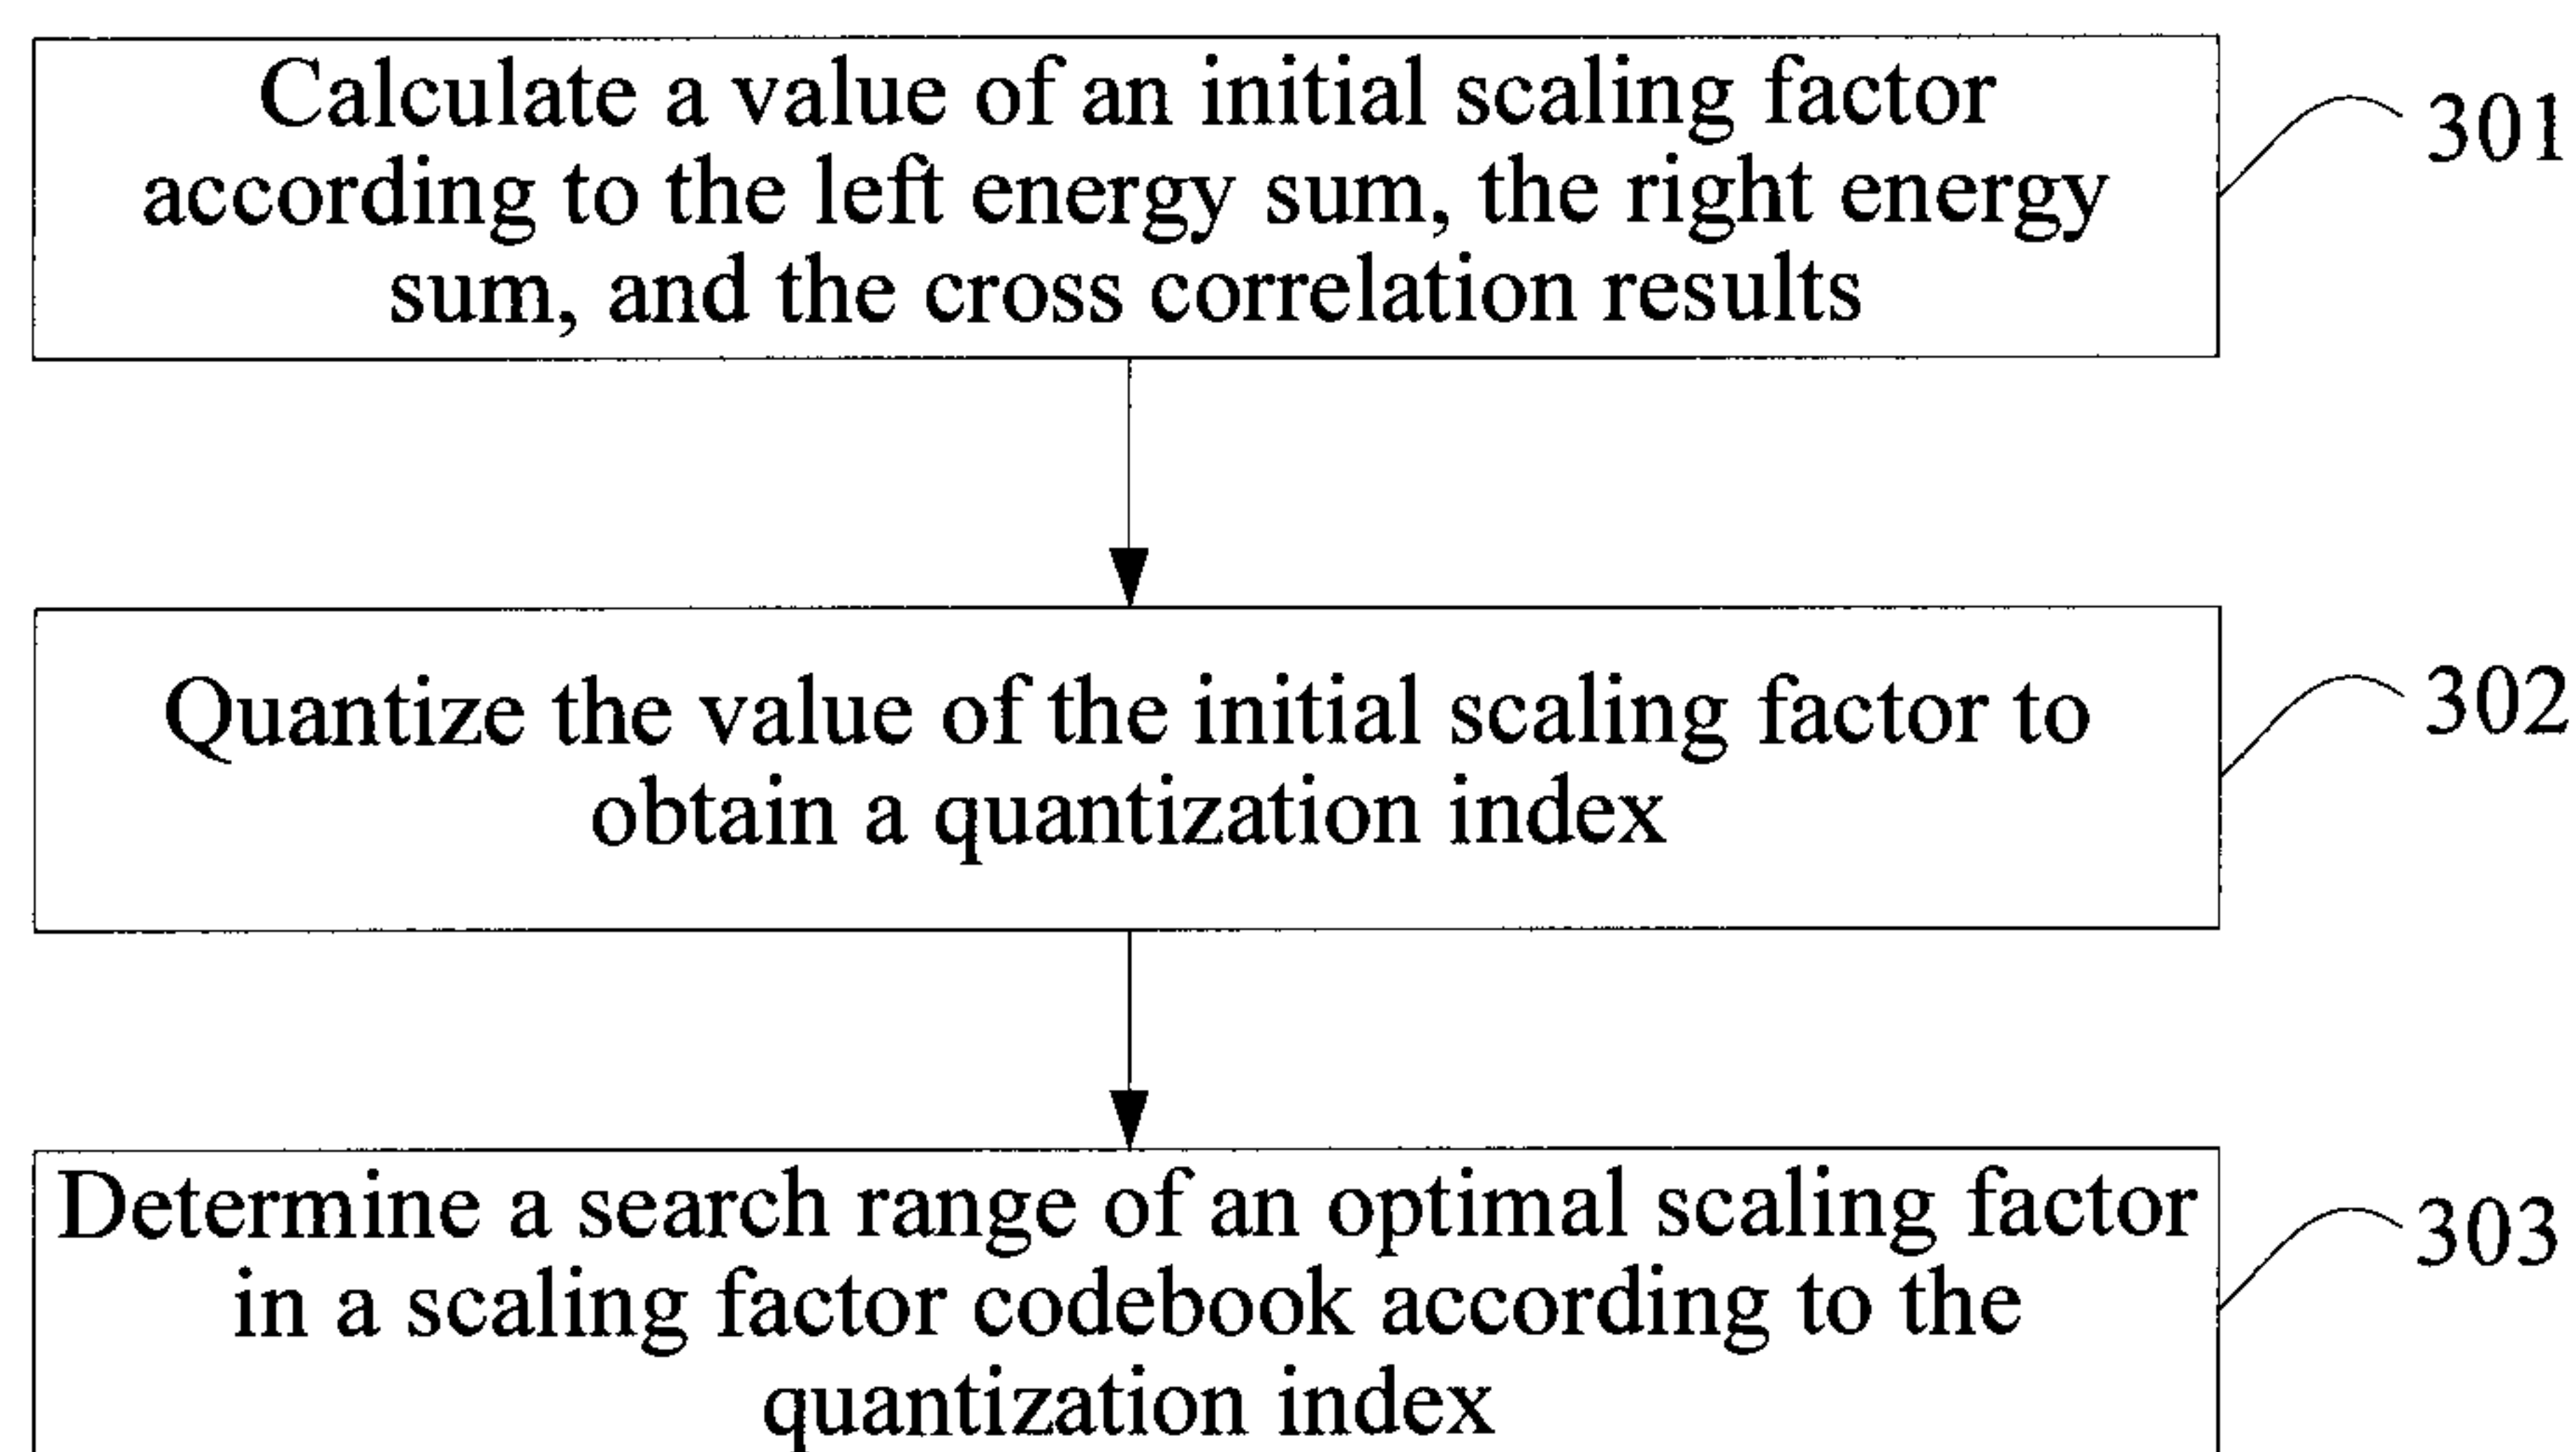 Calculate a value of an initial scaling factor
according to the left energy sum, the right energy
sum, and the cross correlation results
301
Quantize the value of the initial scaling factor to
obtain a quantization index
302
Determine a search range of an optimal scaling factor
in a scaling factor codebook according to the
quantization index
303